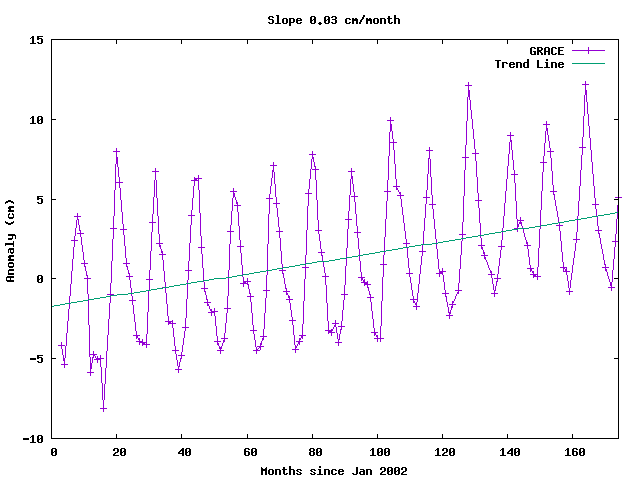 Slope 0.03 cm/month
15
GRACE
Trend Line
10
5
0
-5
-10
Anomaly (cm)
0 20 40 60 80 100 120 140 160
Months since Jan 2002